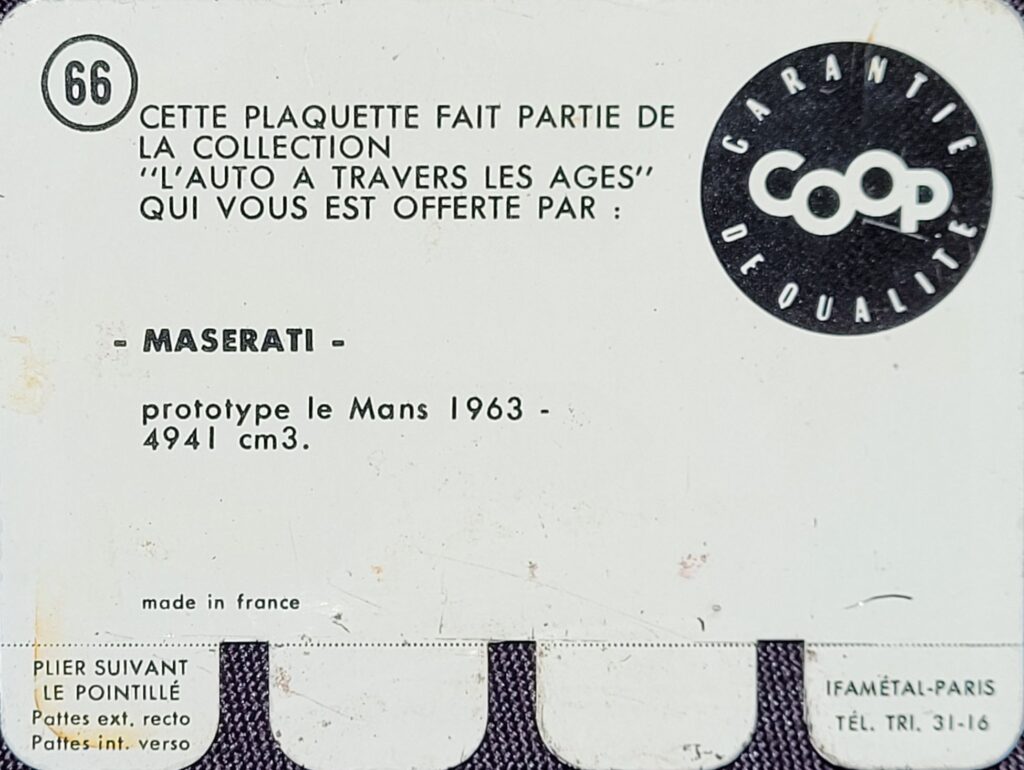 66
CETTE PLAQUETTE FAIT PARTIE DE
LA COLLECTION
''L'AUTO A TRAVERS LES AGES''
QUI VOUS EST OFFERTE PAR :
GARANTIE
COOP
DE QUALITE
- MASERATI -
prototype le Mans 1963 -
4941 cm3.
made in france
PLIER SUIVANT
LE POINTILLÉ
Pattes ext. recto
Pattes int. verso
IFAMÉTAL-PARIS
TÉL. TRI. 31-16